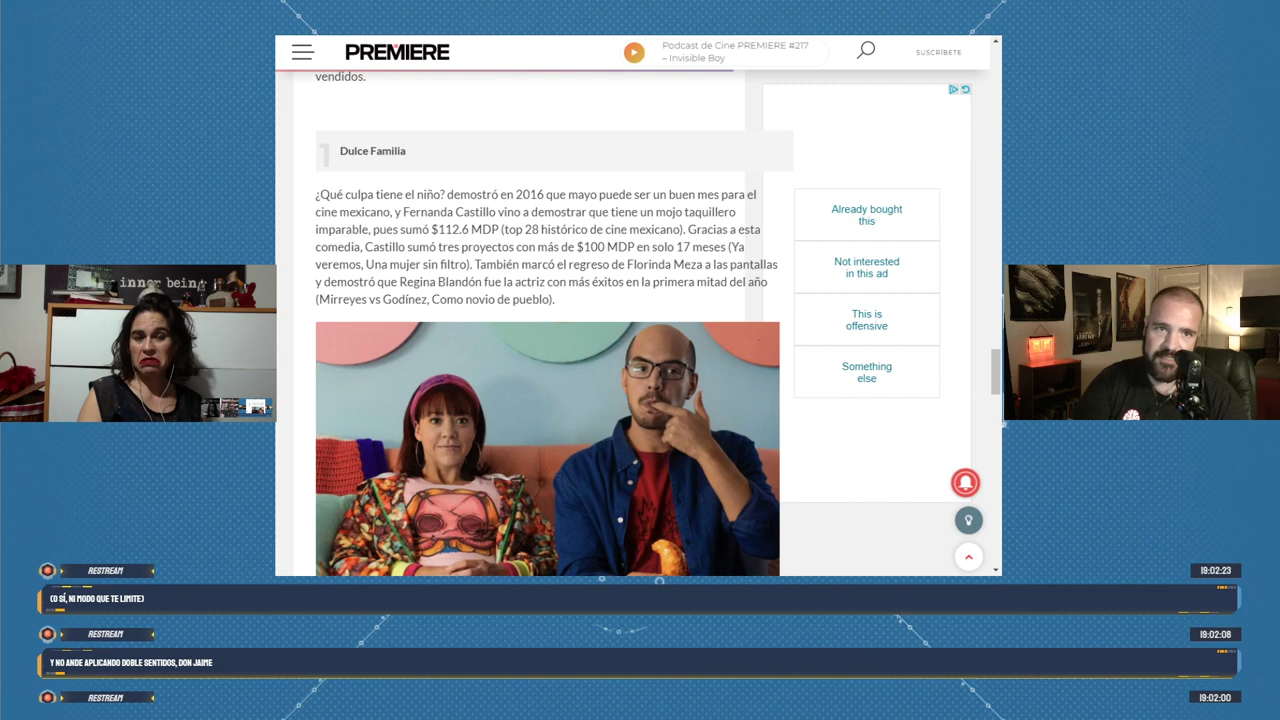 PREMIERE
Podcast de Cine PREMIERE #217
– Invisible Boy
SUSCRÍBETE
vendidos.
1 Dulce Familia
¿Qué culpa tiene el niño? demostró en 2016 que mayo puede ser un buen mes para el
cine mexicano, y Fernanda Castillo vino a demostrar que tiene un mojo taquillero
imparable, pues sumó $112.6 MDP (top 28 histórico de cine mexicano). Gracias a esta
comedia, Castillo sumó tres proyectos con más de $100 MDP en solo 17 meses (Ya
veremos, Una mujer sin filtro). También marcó el regreso de Florinda Meza a las pantallas
y demostró que Regina Blandón fue la actriz con más éxitos en la primera mitad del año
(Mirreyes vs Godínez, Como novio de pueblo).
Already bought
this
Not interested
in this ad
This is
offensive
Something
else
inner being
RESTREAM
19:02:23
(O SÍ, NI MODO QUE TE LIMITE)
RESTREAM
19:02:08
Y NO ANDE APLICANDO DOBLE SENTIDOS, DON JAIME
RESTREAM
19:02:00